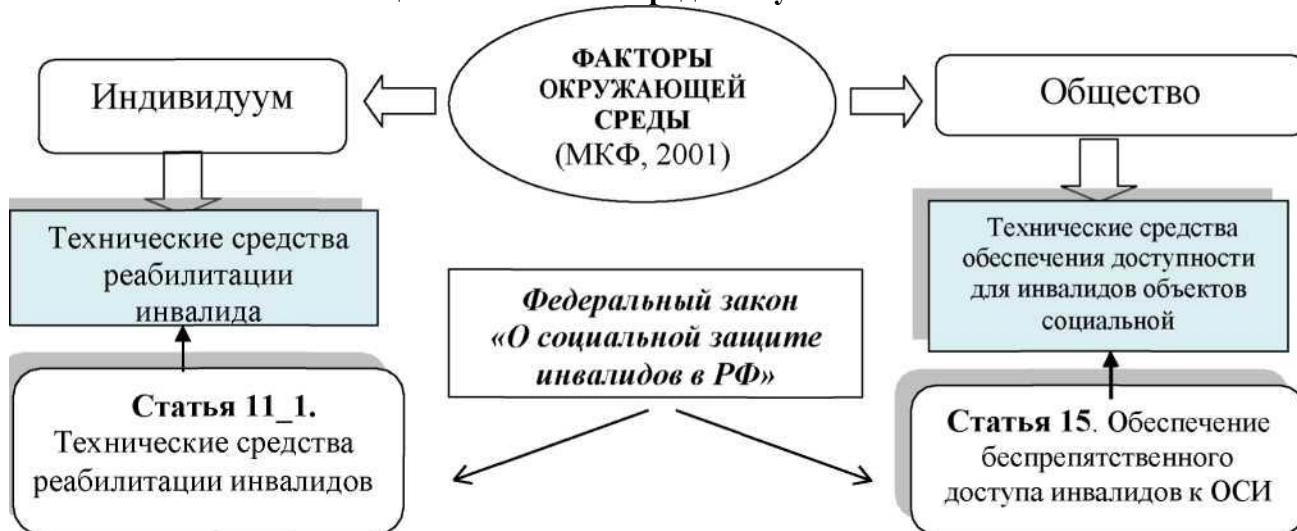 ФАКТОРЫ
ОКРУЖАЮЩЕЙ
СРЕДЫ
(МКФ, 2001)
Индивидуум
Общество
Технические средства
реабилитации
инвалида
Технические средства
обеспечения доступности
для инвалидов объектов
социальной
Федеральный закон
«О социальной защите
инвалидов в РФ»
Статья 11_1.
Технические средства
реабилитации инвалидов
Статья 15. Обеспечение
беспрепятственного
доступа инвалидов к ОСИ